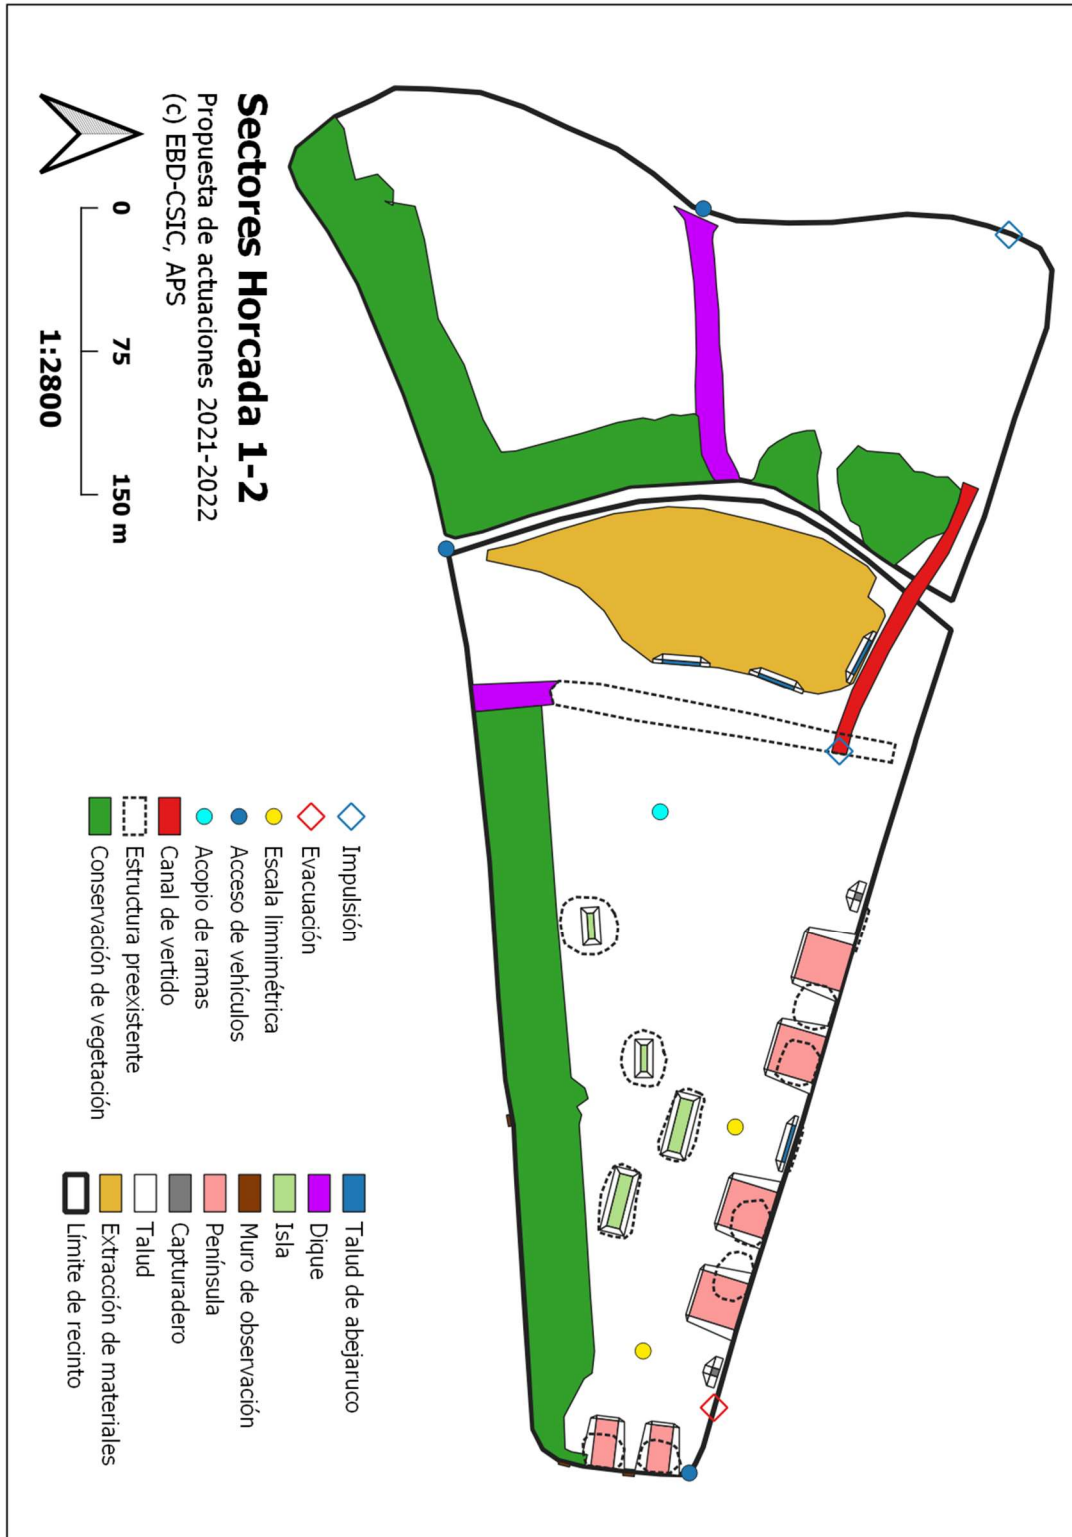 Sectores Horcada 1-2
Propuesta de actuaciones 2021-2022
(c) EBD-CSIC, APS
0
75
150 m
1:2800
Impulsión
Evacuación
Escala limnimétrica
Acceso de vehículos
Acopio de ramas
Canal de vertido
Estructura preexistente
Conservación de vegetación
Talud de abejaruco
Dique
Isla
Muro de observación
Península
Capturadero
Talud
Extracción de materiales
Límite de recinto